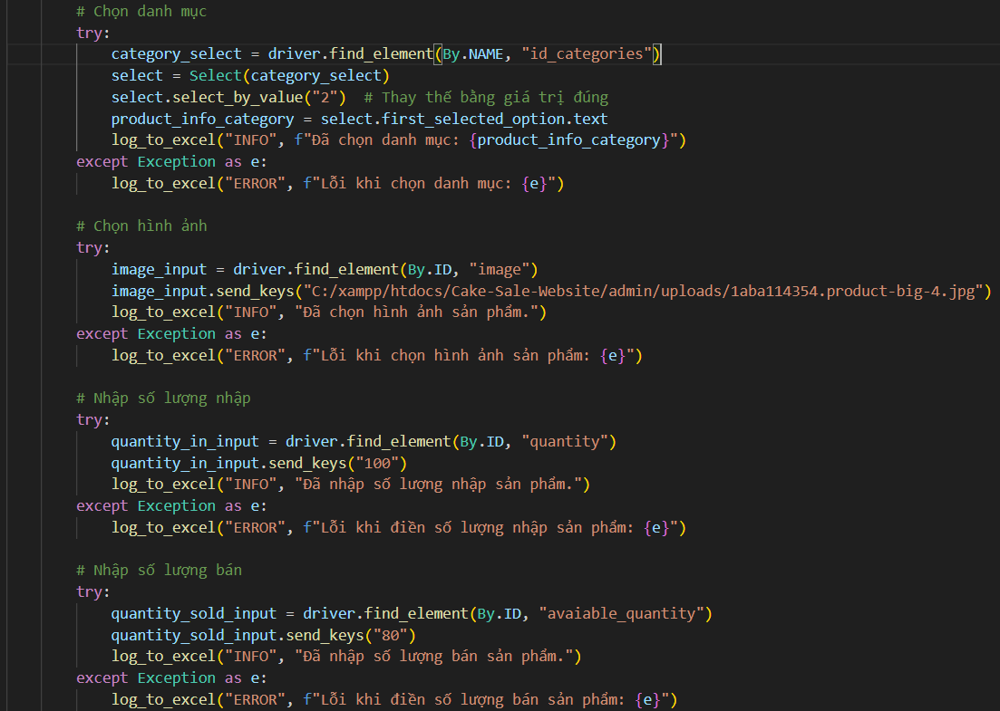 # Chọn danh mục
try:
category_select = driver.find_element(By.NAME, "id_categories")
select = Select(category_select)
select.select_by_value("2")  # Thay thế bằng giá trị đúng
product_info_category = select.first_selected_option.text
log_to_excel("INFO", f"Đã chọn danh mục: {product_info_category}")
except Exception as e:
log_to_excel("ERROR", f"Lỗi khi chọn danh mục: {e}")
# Chọn hình ảnh
try:
image_input = driver.find_element(By.ID, "image")
image_input.send_keys("C:/xampp/htdocs/Cake-Sale-Website/admin/uploads/1aba114354.product-big-4.jpg")
log_to_excel("INFO", "Đã chọn hình ảnh sản phẩm.")
except Exception as e:
log_to_excel("ERROR", f"Lỗi khi chọn hình ảnh sản phẩm: {e}")
# Nhập số lượng nhập
try:
quantity_in_input = driver.find_element(By.ID, "quantity")
quantity_in_input.send_keys("100")
log_to_excel("INFO", "Đã nhập số lượng nhập sản phẩm.")
except Exception as e:
log_to_excel("ERROR", f"Lỗi khi điền số lượng nhập sản phẩm: {e}")
# Nhập số lượng bán
try:
quantity_sold_input = driver.find_element(By.ID, "avaiable_quantity")
quantity_sold_input.send_keys("80")
log_to_excel("INFO", "Đã nhập số lượng bán sản phẩm.")
except Exception as e:
log_to_excel("ERROR", f"Lỗi khi điền số lượng bán sản phẩm: {e}")